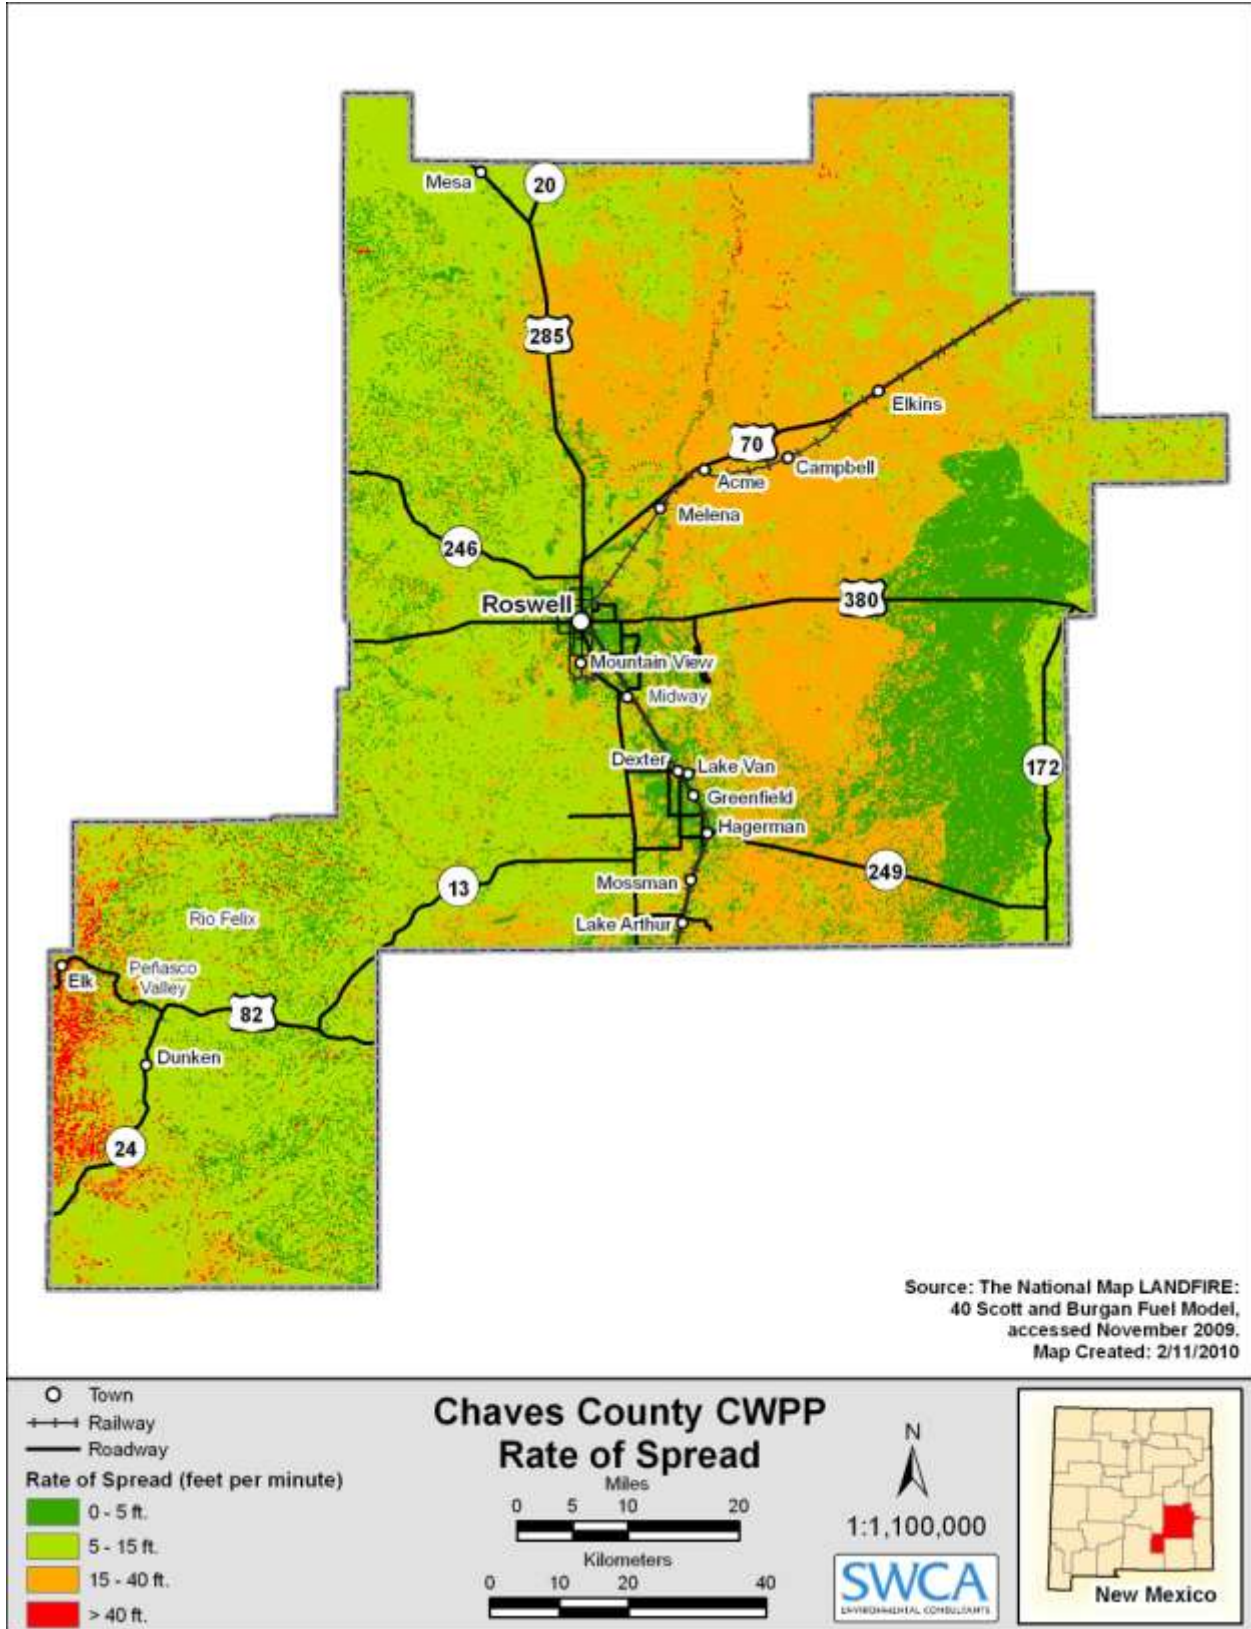 Mesa
20
285
Elkins
70
Campbell
Acme
Melena
246
Roswell
380
Mountain View
Midway
Dexter
Lake Van
172
Greenfield
Hagerman
249
13
Mossman
Rio Felix
Lake Arthur
Elk
Peñasco
Valley
82
Dunken
24
Source: The National Map LANDFIRE:
40 Scott and Burgan Fuel Model,
accessed November 2009.
Map Created: 2/11/2010
Town
Railway
Roadway
Rate of Spread (feet per minute)
0 - 5 ft.
5 - 15 ft.
15 - 40 ft.
> 40 ft.
Chaves County CWPP
Rate of Spread
Miles
0 5 10 20
Kilometers
0 10 20 40
N
1:1,100,000
SWCA
ENVIRONMENTAL CONSULTANTS
New Mexico